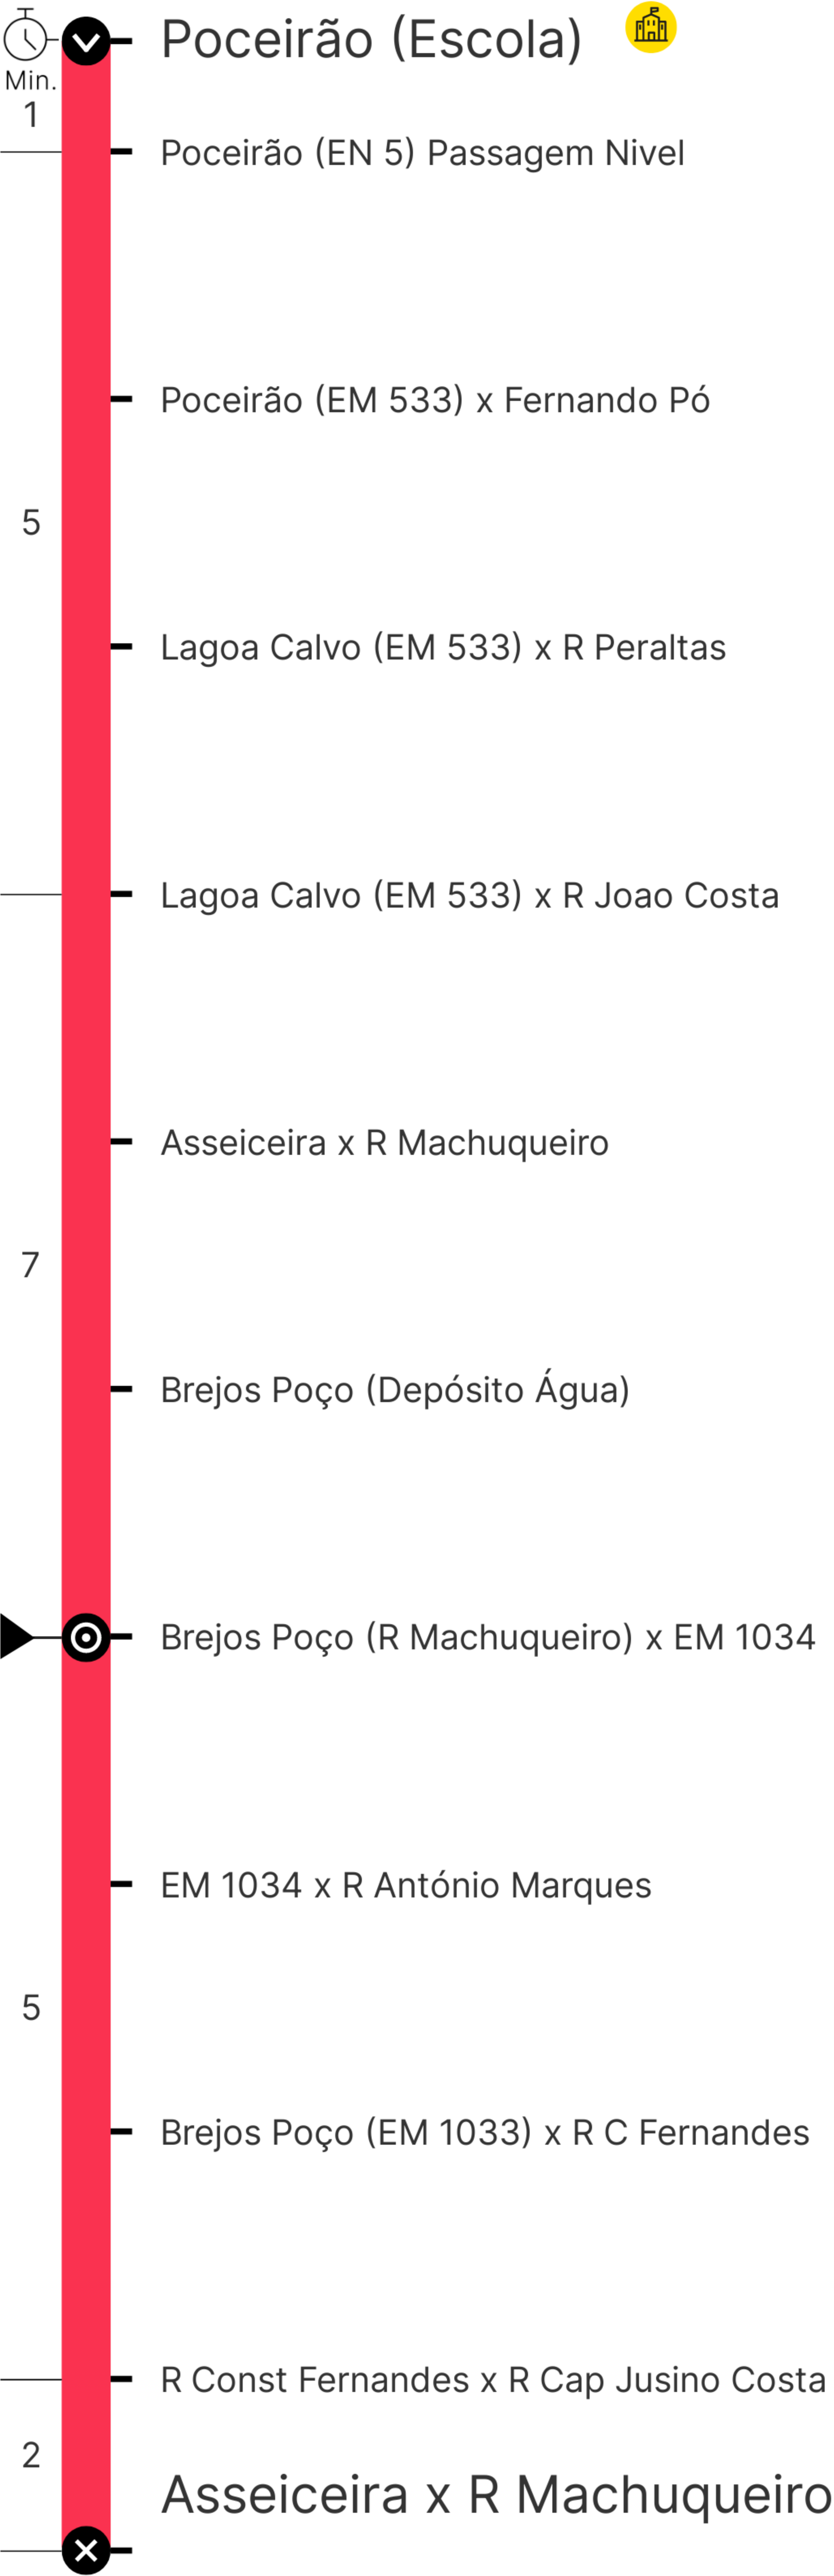 Poceirão (Escola)
Min.
1
Poceirão (EN 5) Passagem Nivel
Poceirão (EM 533) x Fernando Pó
5
Lagoa Calvo (EM 533) x R Peraltas
Lagoa Calvo (EM 533) x R Joao Costa
Asseiceira x R Machuqueiro
7
Brejos Poço (Depósito Água)
Brejos Poço (R Machuqueiro) x EM 1034
EM 1034 x R António Marques
5
Brejos Poço (EM 1033) x R C Fernandes
R Const Fernandes x R Cap Jusino Costa
2
Asseiceira x R Machuqueiro